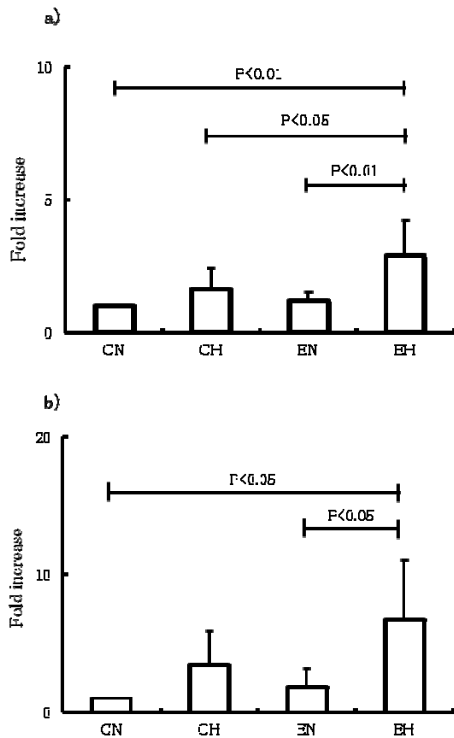 a)
10
P<0.01
P<0.05
P<0.01
5
Fold increase
0
CN CH EN EH
b)
20
P<0.05
P<0.05
10
Fold increase
0
CN CH EN EH